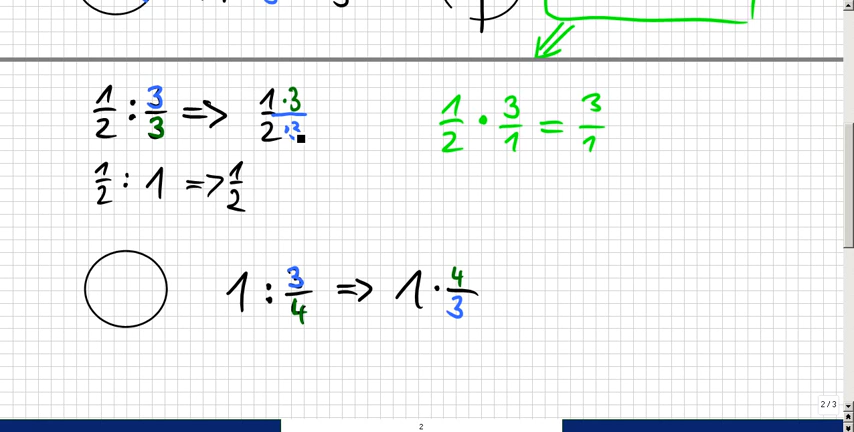 1/2 : 3/3 => 1·3/2 1/2 · 3/1 = 3/1
1/2 : 1 => 1/2
1 : 3/4 => 1 · 4/3
2/3
2